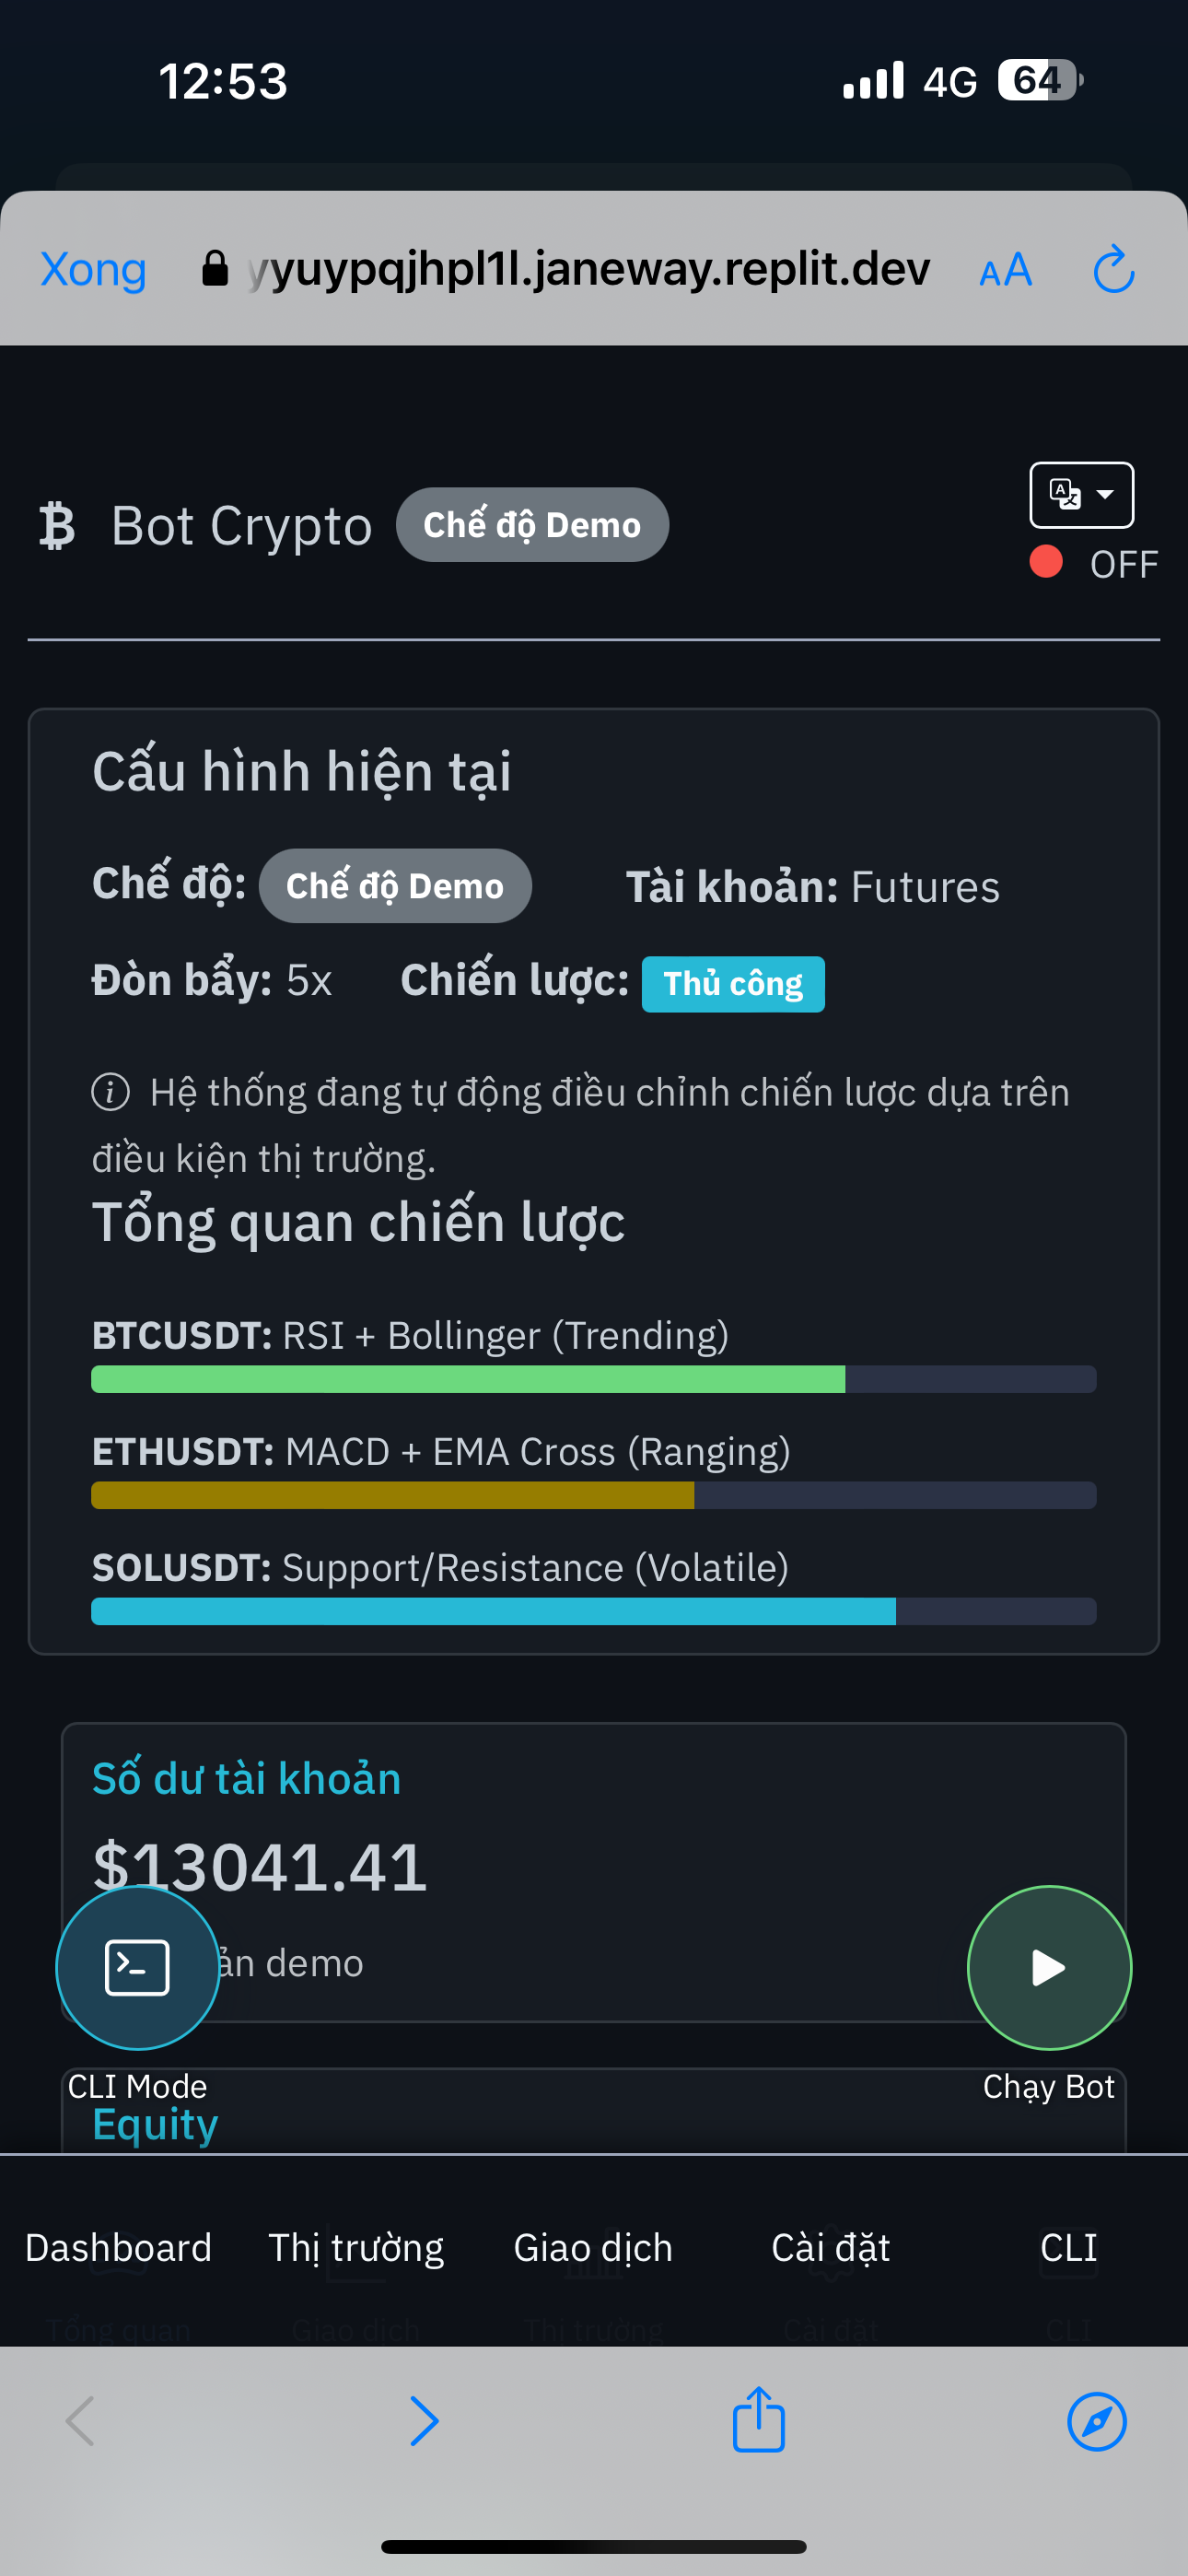 12:53
4G 64
Xong
yyuypqjhpl1l.janeway.replit.dev
AA
Bot Crypto
Chế độ Demo
OFF
Cấu hình hiện tại
Chế độ: Chế độ Demo
Tài khoản: Futures
Đòn bẩy: 5x
Chiến lược: Thủ công
Hệ thống đang tự động điều chỉnh chiến lược dựa trên
điều kiện thị trường.
Tổng quan chiến lược
BTCUSDT: RSI + Bollinger (Trending)
ETHUSDT: MACD + EMA Cross (Ranging)
SOLUSDT: Support/Resistance (Volatile)
Số dư tài khoản
$13041.41
demo
CLI Mode
Chạy Bot
Equity
Dashboard
Thị trường
Giao dịch
Cài đặt
CLI
Tổng quan
Giao dịch
Thị trường
Cài đặt
CLI